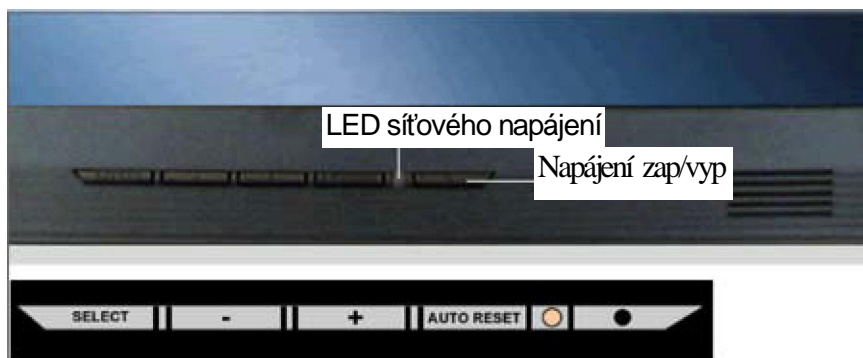 LED síťového napájení
Napájení zap/vyp
SELECT - + AUTO RESET